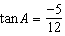 tan A = -5/12